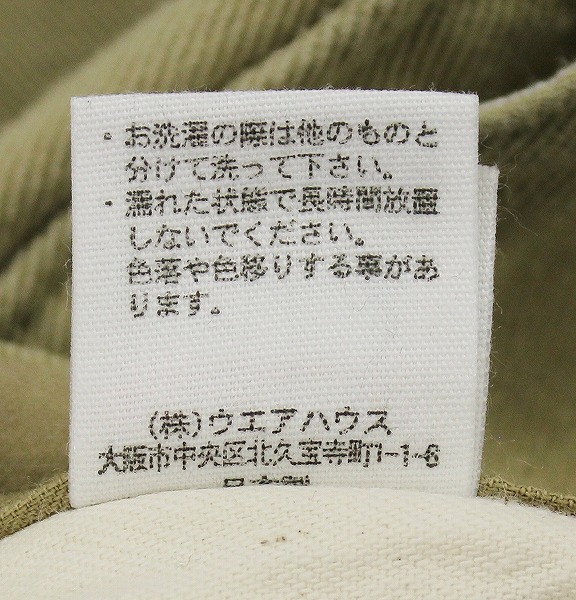 ・お洗濯の際は他のものと
分けて洗って下さい。
・濡れた状態で長時間放置
しないでください。
色落や色移りする事があ
ります。
(株)ウエアハウス
大阪市中央区北久宝寺町1-1-6